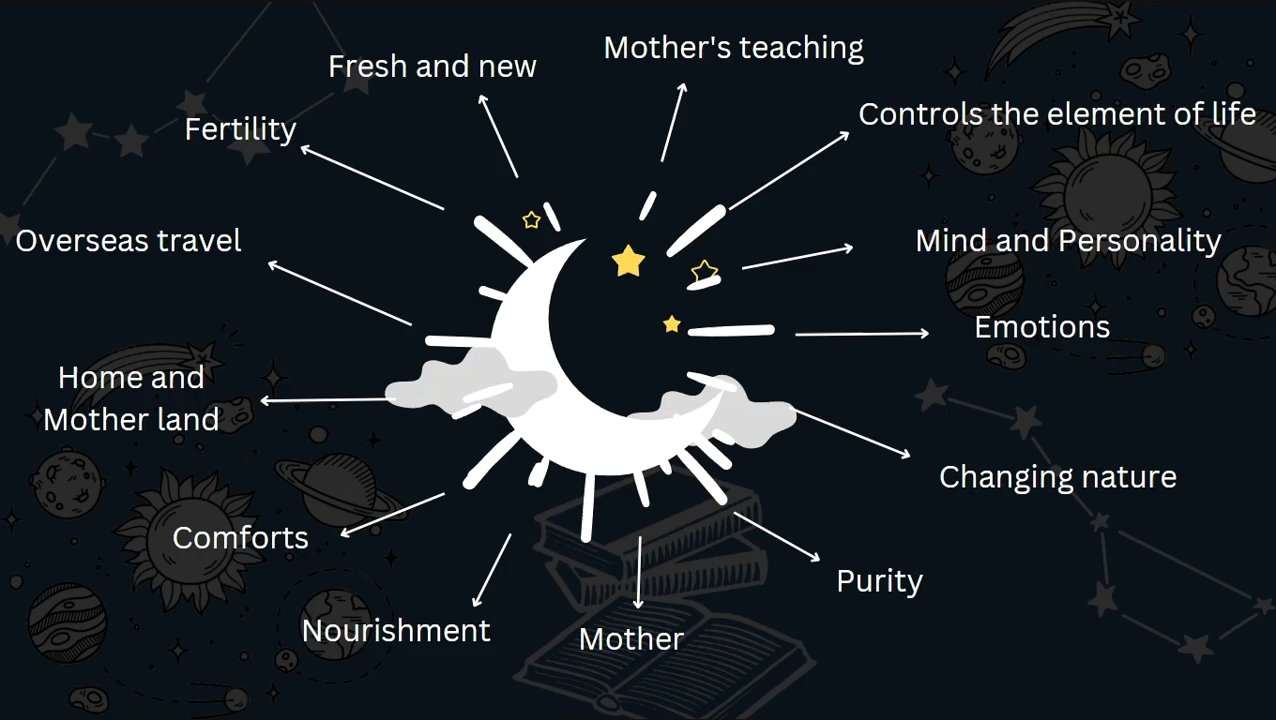 Mother's teaching
Fresh and new
Controls the element of life
Fertility
Overseas travel
Mind and Personality
Emotions
Home and
Mother land
Changing nature
Comforts
Purity
Nourishment
Mother